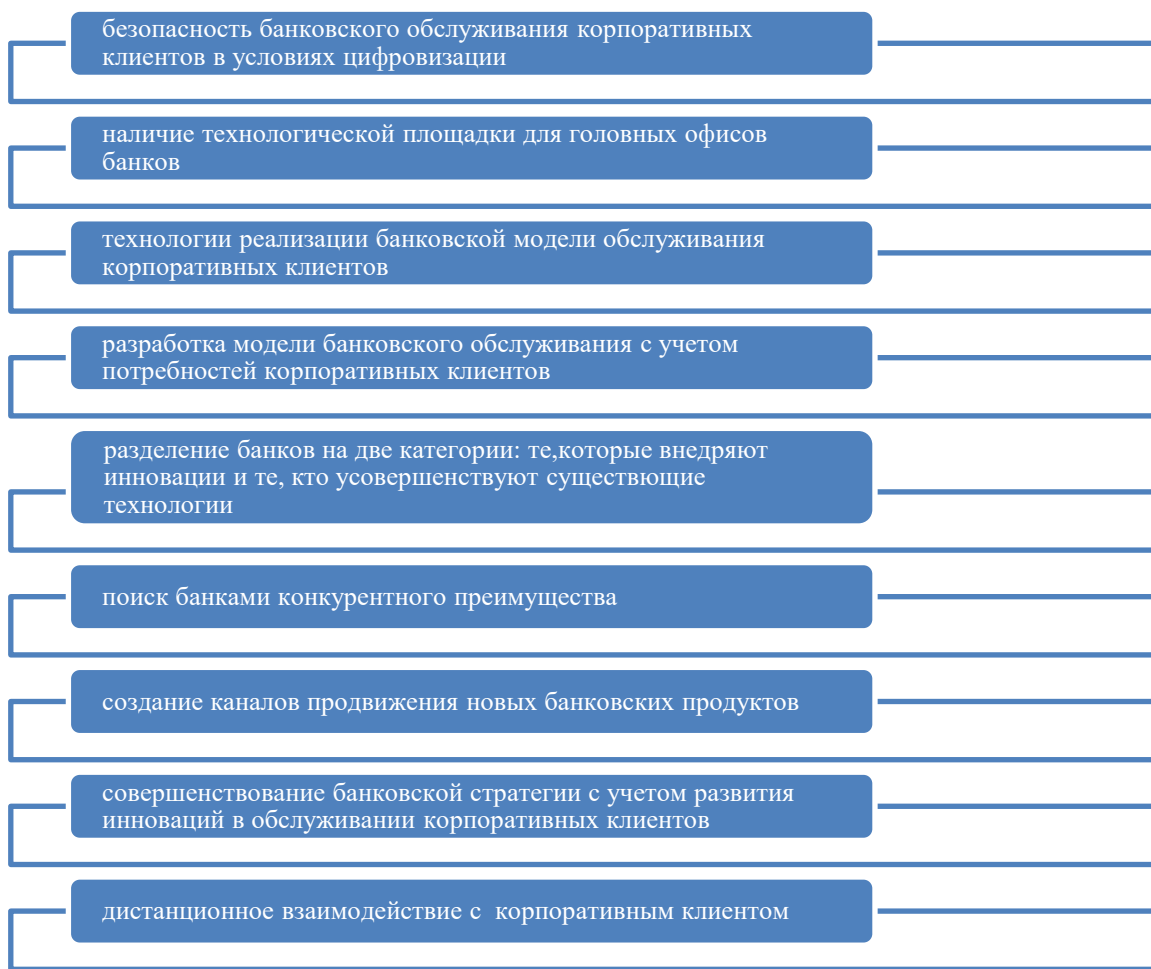 безопасность банковского обслуживания корпоративных
клиентов в условиях цифровизации
наличие технологической площадки для головных офисов
банков
технологии реализации банковской модели обслуживания
корпоративных клиентов
разработка модели банковского обслуживания с учетом
потребностей корпоративных клиентов
разделение банков на две категории: те,которые внедряют
инновации и те, кто усовершенствуют существющие
технологии
поиск банками конкурентного преимущества
создание каналов продвижения новых банковских продуктов
совершенствование банковской стратегии с учетом развития
инноваций в обслуживании корпоративных клиентов
дистанционное взаимодействие с  корпоративным клиентом